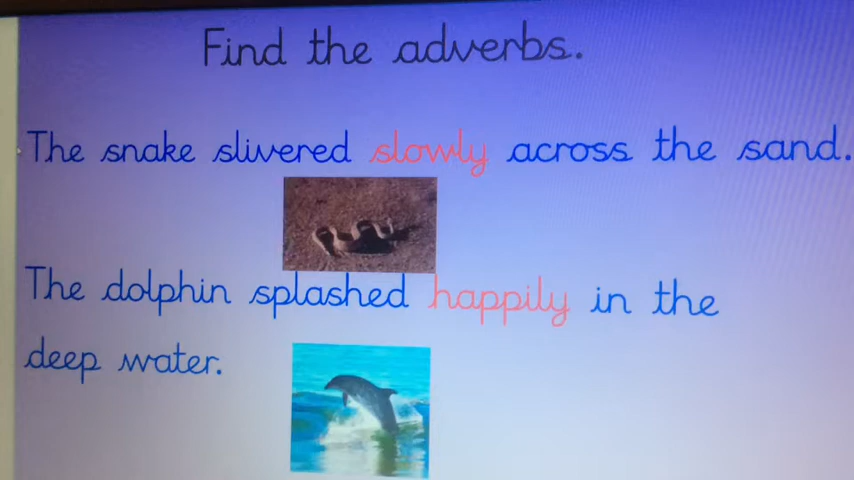 Find the adverbs.
The snake slivered slowly across the sand.
The dolphin splashed happily in the
deep water.